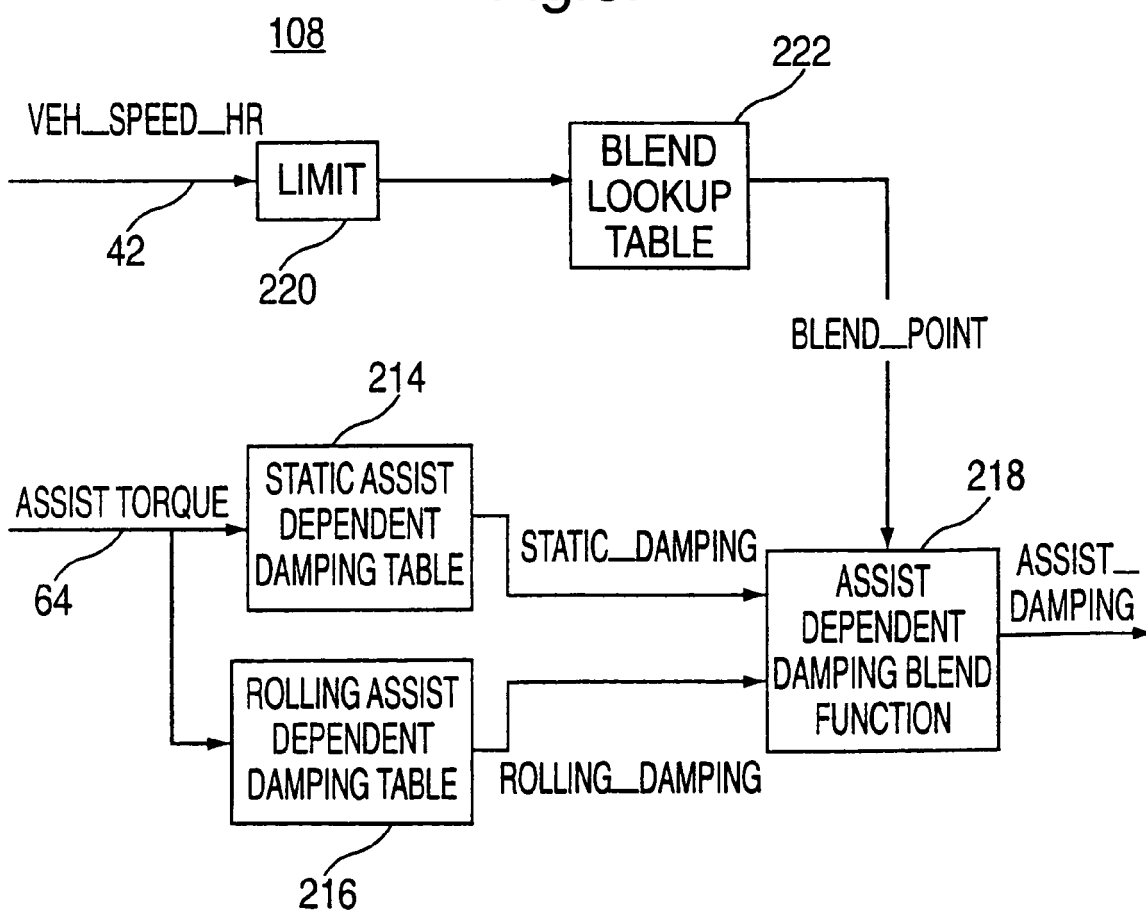 108
222
VEH_SPEED_HR
LIMIT
BLEND
LOOKUP
TABLE
42
220
BLEND_POINT
214
ASSIST TORQUE
STATIC ASSIST
DEPENDENT
DAMPING TABLE
64
STATIC_DAMPING
218
ASSIST
DEPENDENT
DAMPING BLEND
FUNCTION
ASSIST_
DAMPING
ROLLING ASSIST
DEPENDENT
DAMPING TABLE
ROLLING_DAMPING
216